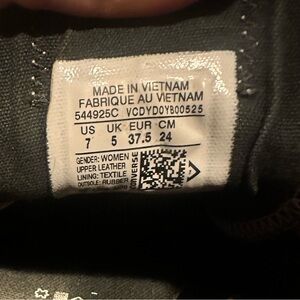 MADE IN VIETNAM
FABRIQUE AU VIETNAM
544925C VCDYD0Y800525
US UK EUR CM
7 5 37.5 24
GENDER: WOMEN
UPPER LEATHER
LINING: TEXTILE
OUTSOLE: RUBBER
CONVERSE